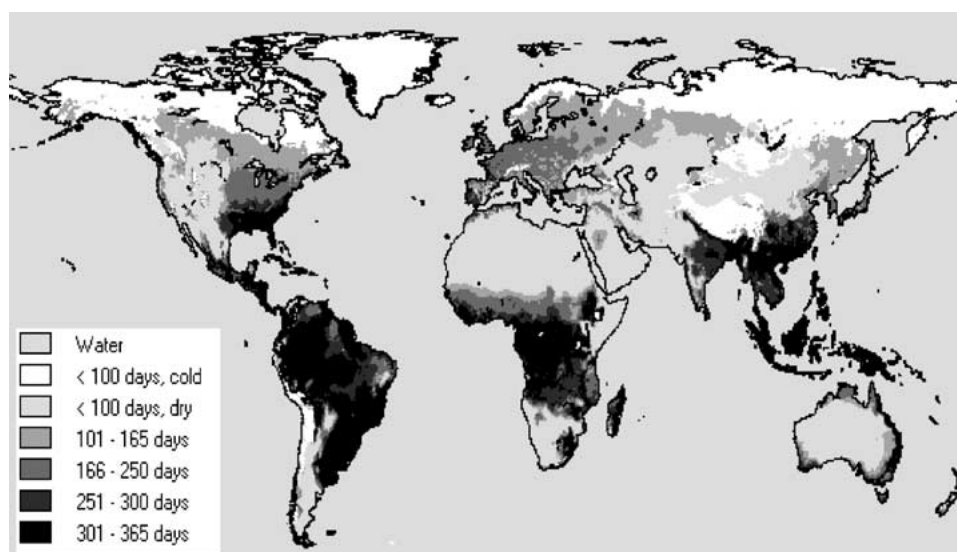 Water
< 100 days, cold
< 100 days, dry
101 - 165 days
166 - 250 days
251 - 300 days
301 - 365 days